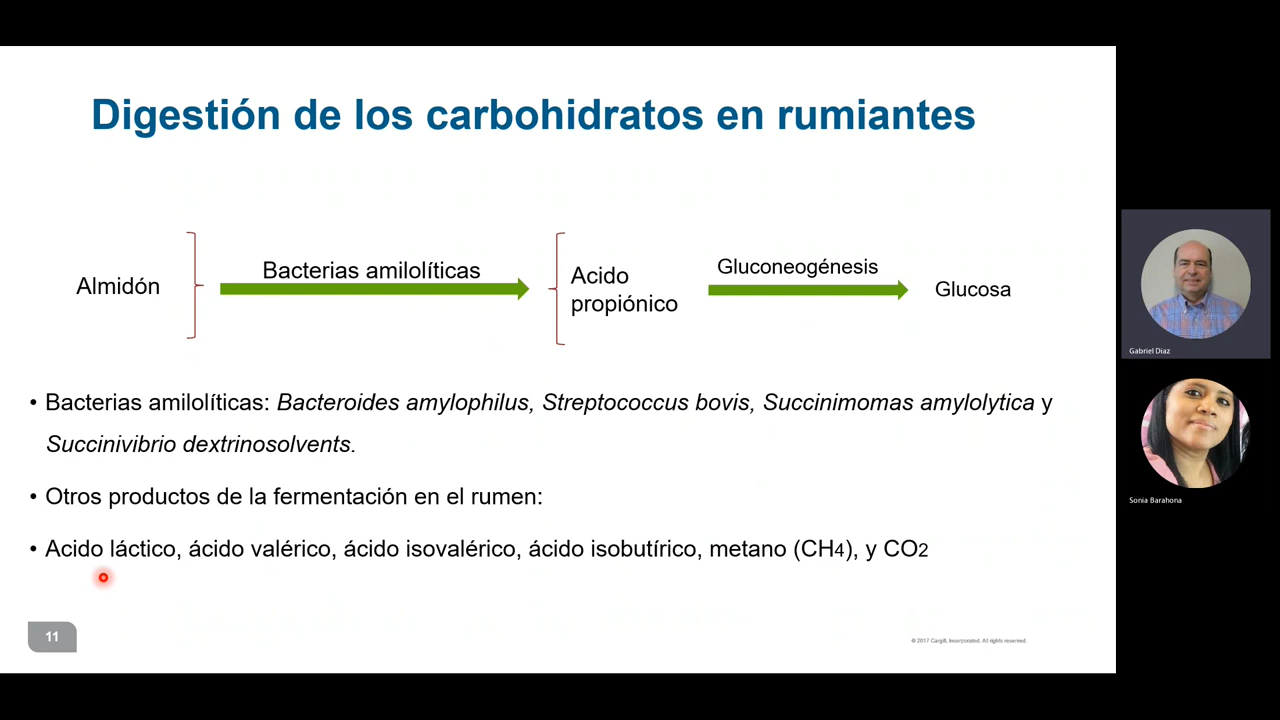 Digestión de los carbohidratos en rumiantes
Almidón
Bacterias amilolíticas
Acido
propiónico
Gluconeogénesis
Glucosa
• Bacterias amilolíticas: Bacteroides amylophilus, Streptococcus bovis, Succinimomas amylolytica y
Succinivibrio dextrinosolvents.
• Otros productos de la fermentación en el rumen:
• Acido láctico, ácido valérico, ácido isovalérico, ácido isobutírico, metano (CH4), y CO2
11
© 2017 Cargill, Incorporated. All rights reserved.
Gabriel Diaz
Sonia Barahona